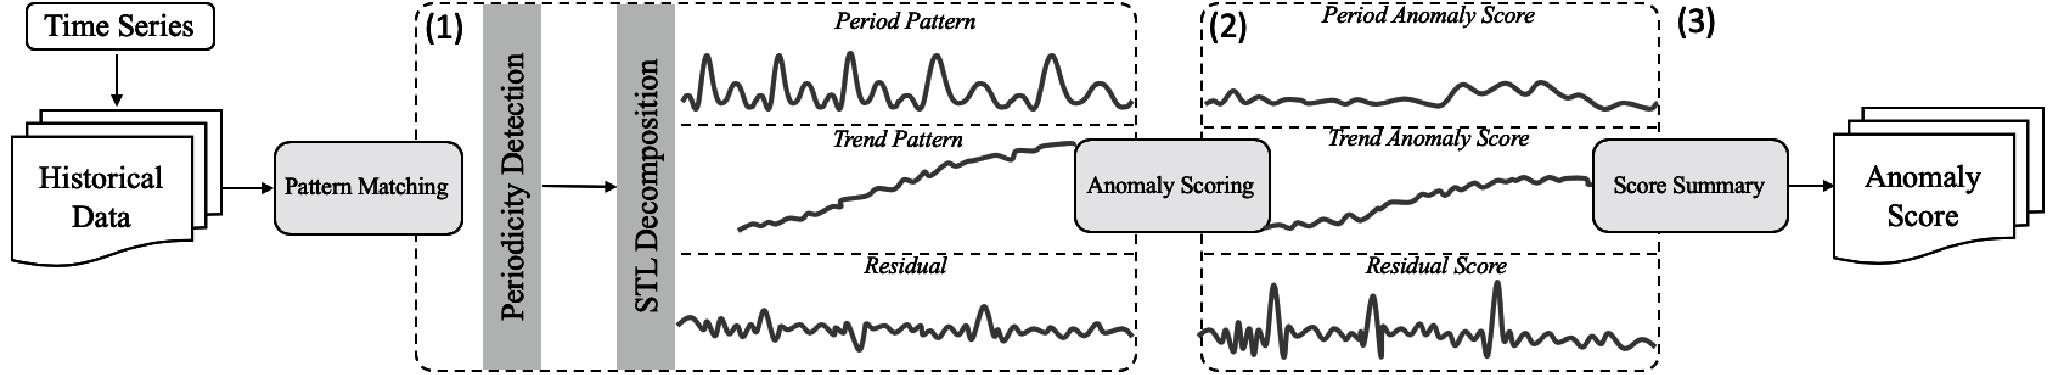 Time Series
Historical
Data
Pattern Matching
(1)
Periodicity Detection
STL Decomposition
Period Pattern
Trend Pattern
Residual
Anomaly Scoring
(2)
Period Anomaly Score
Trend Anomaly Score
Residual Score
(3)
Score Summary
Anomaly
Score